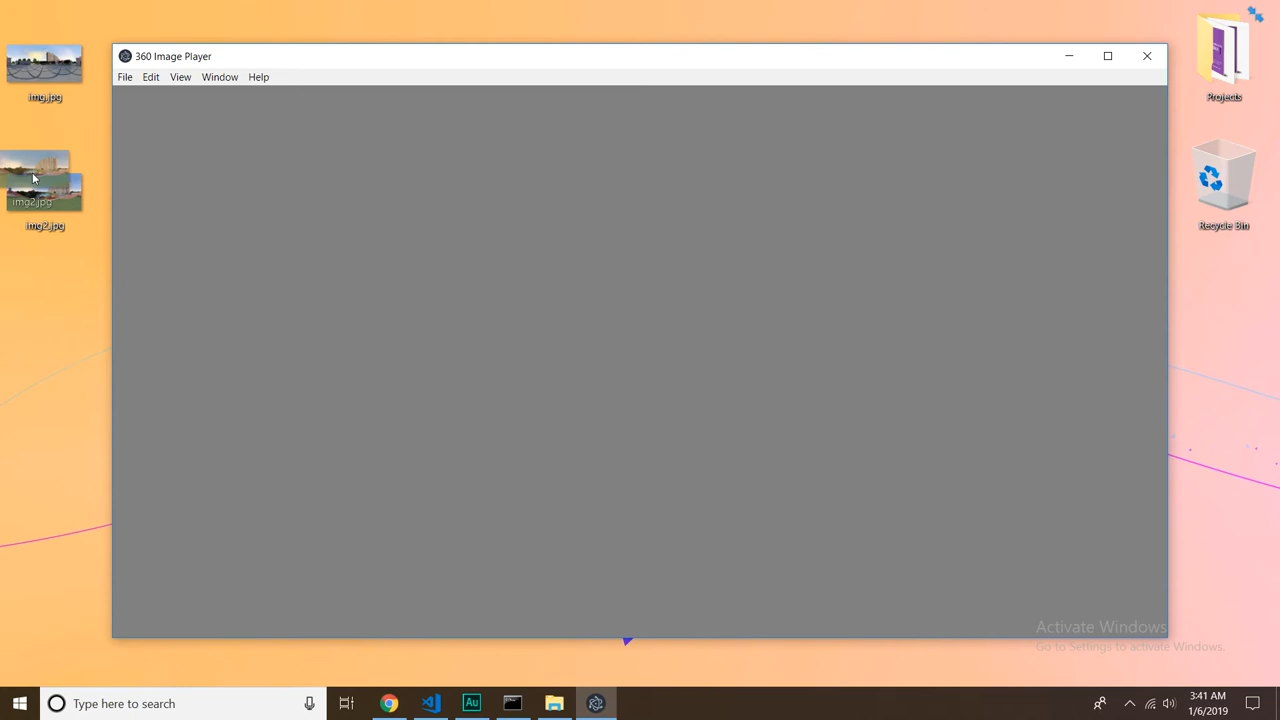 360 Image Player
File Edit View Window Help
img.jpg
img2.jpg
img2.jpg
Projects
Recycle Bin
Activate Windows
Go to Settings to activate Windows.
Type here to search
Au
3:41 AM
1/6/2019